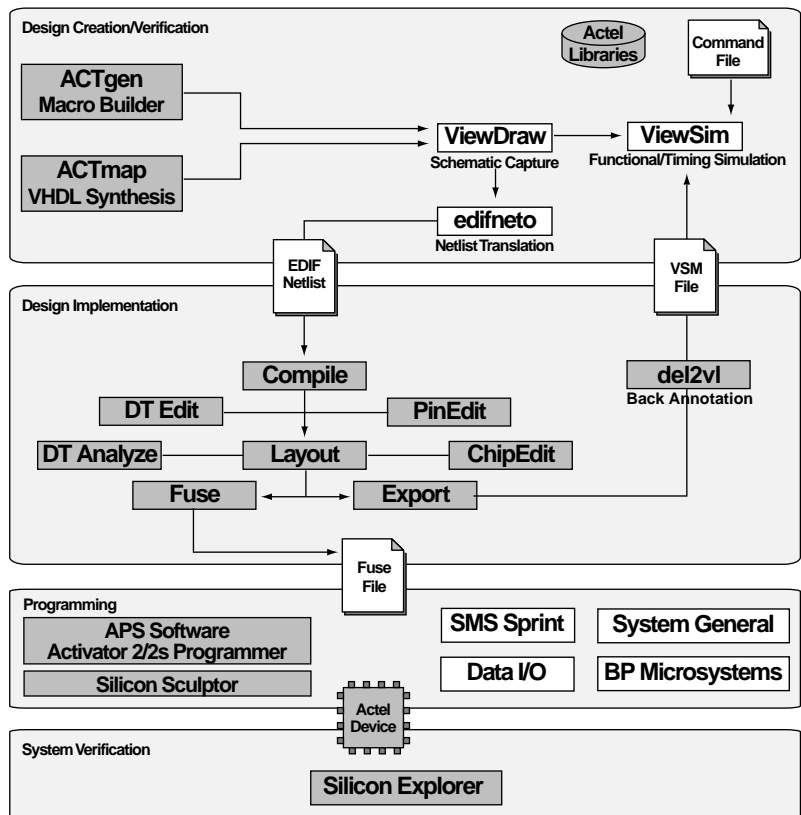 Design Creation/Verification
Actel
Libraries
Command
File
ACTgen
Macro Builder
ViewDraw
Schematic Capture
ViewSim
Functional/Timing Simulation
ACTmap
VHDL Synthesis
edifneto
Netlist Translation
EDIF
Netlist
VSM
File
Design Implementation
Compile
del2vl
Back Annotation
DT Edit
PinEdit
DT Analyze
Layout
ChipEdit
Fuse
Export
Fuse
File
Programming
APS Software
Activator 2/2s Programmer
Silicon Sculptor
SMS Sprint
System General
Data I/O
BP Microsystems
Actel
Device
System Verification
Silicon Explorer